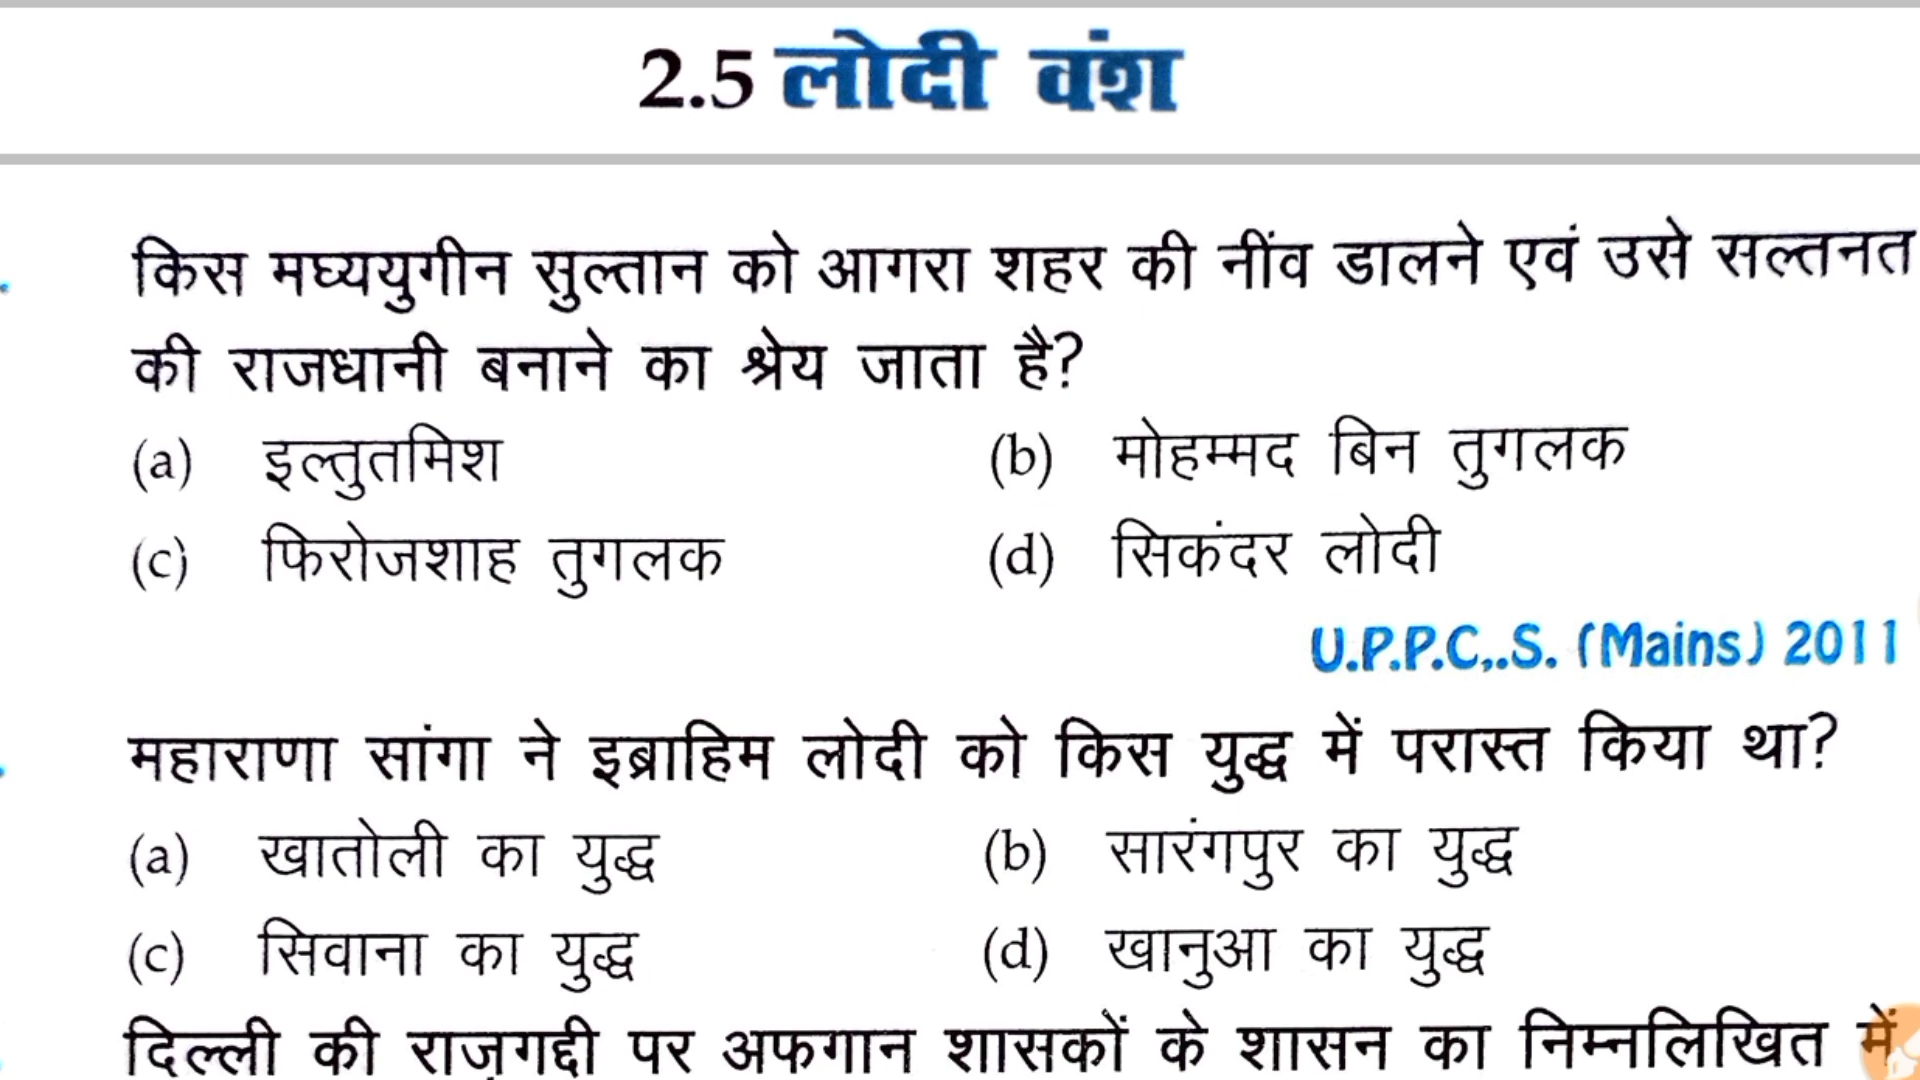 2.5 लोदी वंश
किस मघ्ययुगीन सुल्तान को आगरा शहर की नींव डालने एवं उसे सल्तनत
की राजधानी बनाने का श्रेय जाता है?
(a) इल्तुतमिश (b) मोहम्मद बिन तुगलक
(c) फिरोजशाह तुगलक (d) सिकंदर लोदी
U.P.P.C,.S. (Mains) 2011
महाराणा सांगा ने इब्राहिम लोदी को किस युद्ध में परास्त किया था?
(a) खातोली का युद्ध (b) सारंगपुर का युद्ध
(c) सिवाना का युद्ध (d) खानुआ का युद्ध
दिल्ली की राजगद्दी पर अफगान शासकों के शासन का निम्नलिखित में